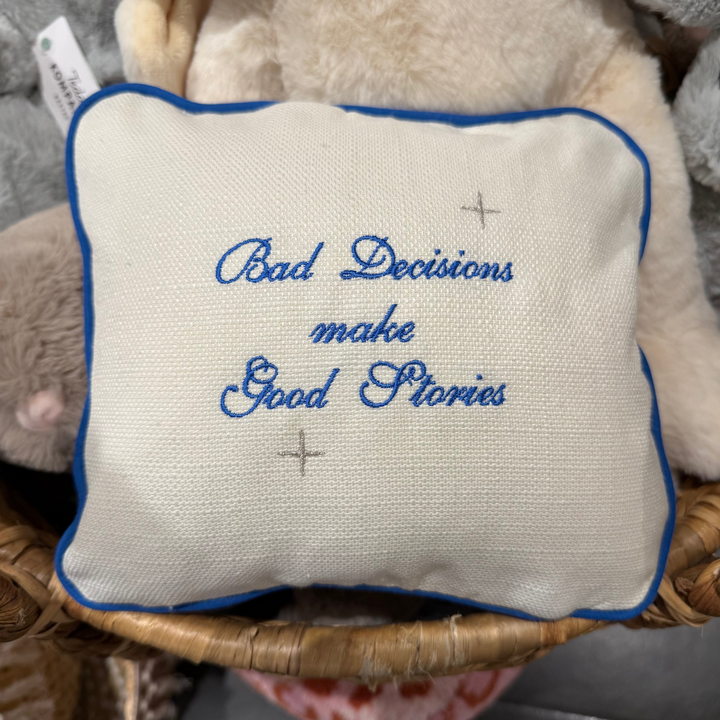 Bad Decisions
make
Good Stories